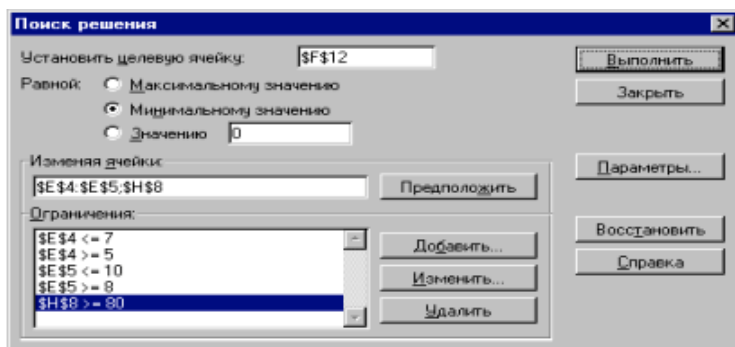 Поиск решения
Установить целевую ячейку: $F$12
Выполнить
Равной: Максимальному значению
Закрыть
Минимальному значению
Значению 0
Изменяя ячейки:
Параметры...
$E$4:$E$5;$H$8 Предположить
Ограничения:
Восстановить
$E$4 <= 7
$E$4 >= 5
$E$5 <= 10
$E$5 >= 8
$H$8 >= 80
Добавить...
Справка
Изменить...
Удалить